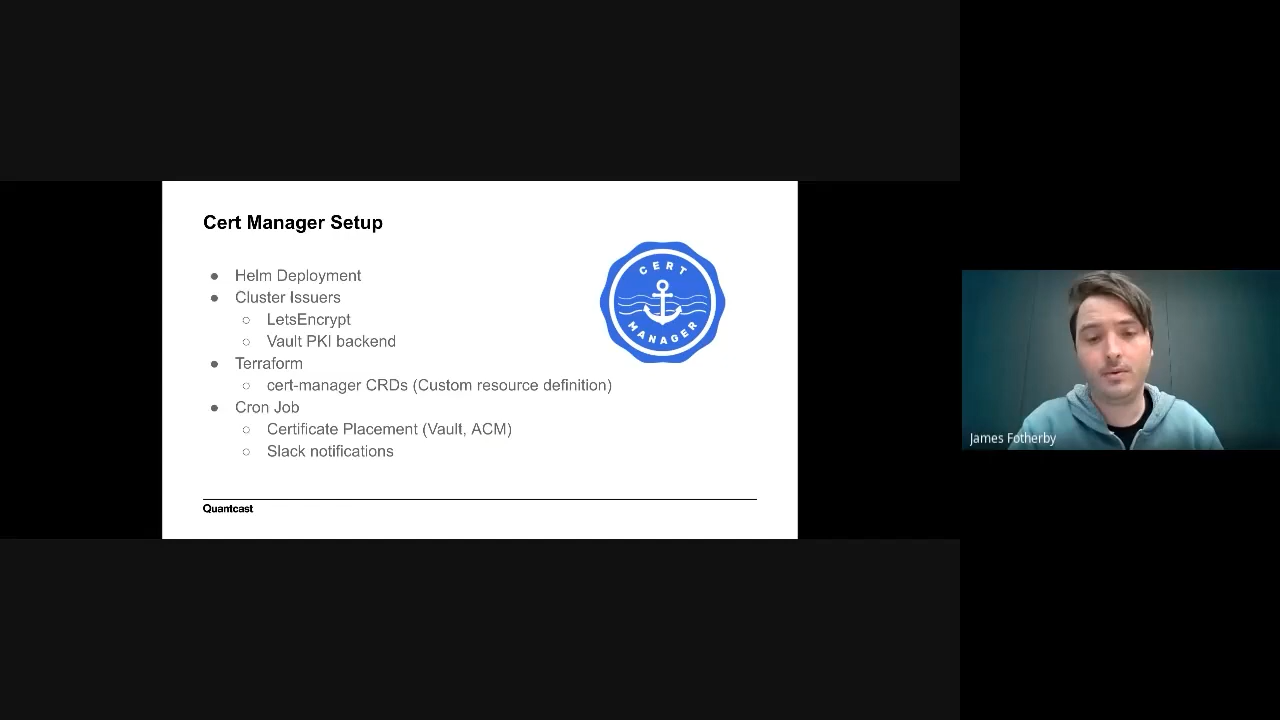 Cert Manager Setup
CERT
MANAGER
● Helm Deployment
● Cluster Issuers
○ LetsEncrypt
○ Vault PKI backend
● Terraform
○ cert-manager CRDs (Custom resource definition)
● Cron Job
○ Certificate Placement (Vault, ACM)
○ Slack notifications
Quantcast
James Fotherby